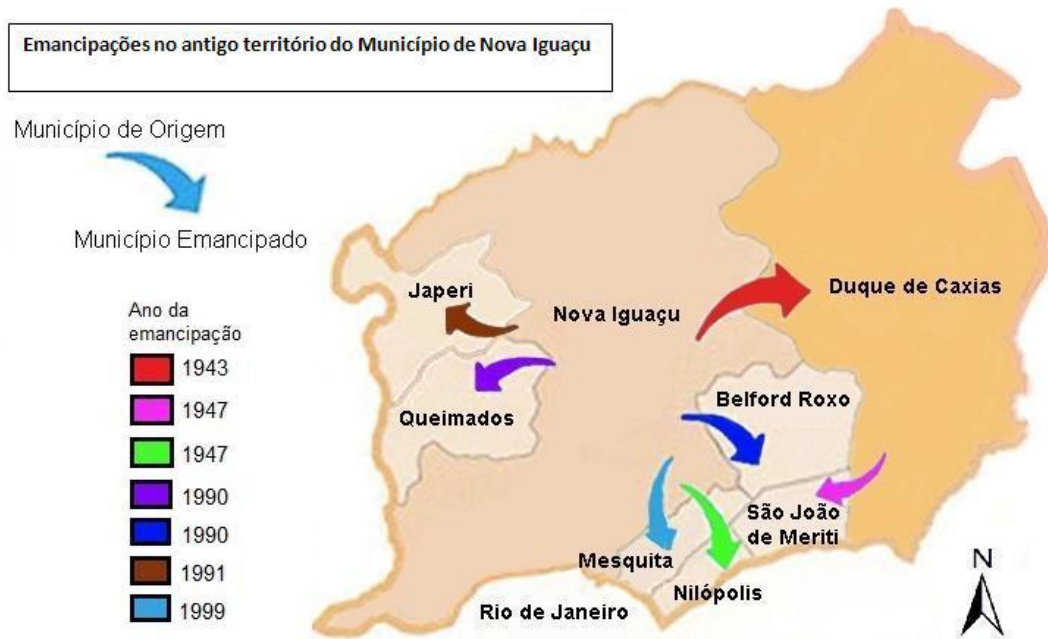 Emancipações no antigo território do Município de Nova Iguaçu
Município de Origem
Município Emancipado
Ano da
emancipação
1943
1947
1947
1990
1990
1991
1999
Japeri
Nova Iguaçu
Duque de Caxias
Queimados
Belford Roxo
São João
de Meriti
Mesquita
Nilópolis
Rio de Janeiro
N